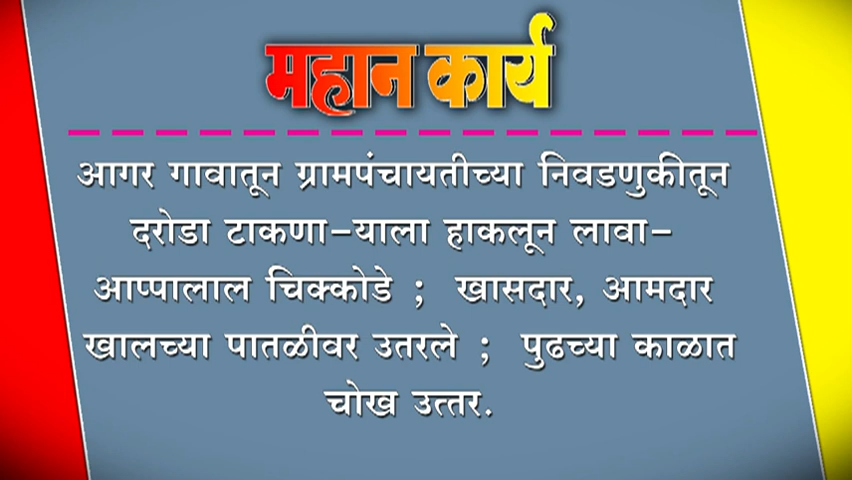 महान कार्य
आगर गावातून ग्रामपंचायतीच्या निवडणुकीतून
दरोडा टाकणा-याला हाकलून लावा-
आप्पालाल चिक्कोडे ; खासदार, आमदार
खालच्या पातळीवर उतरले ; पुढच्या काळात
चोख उत्तर.